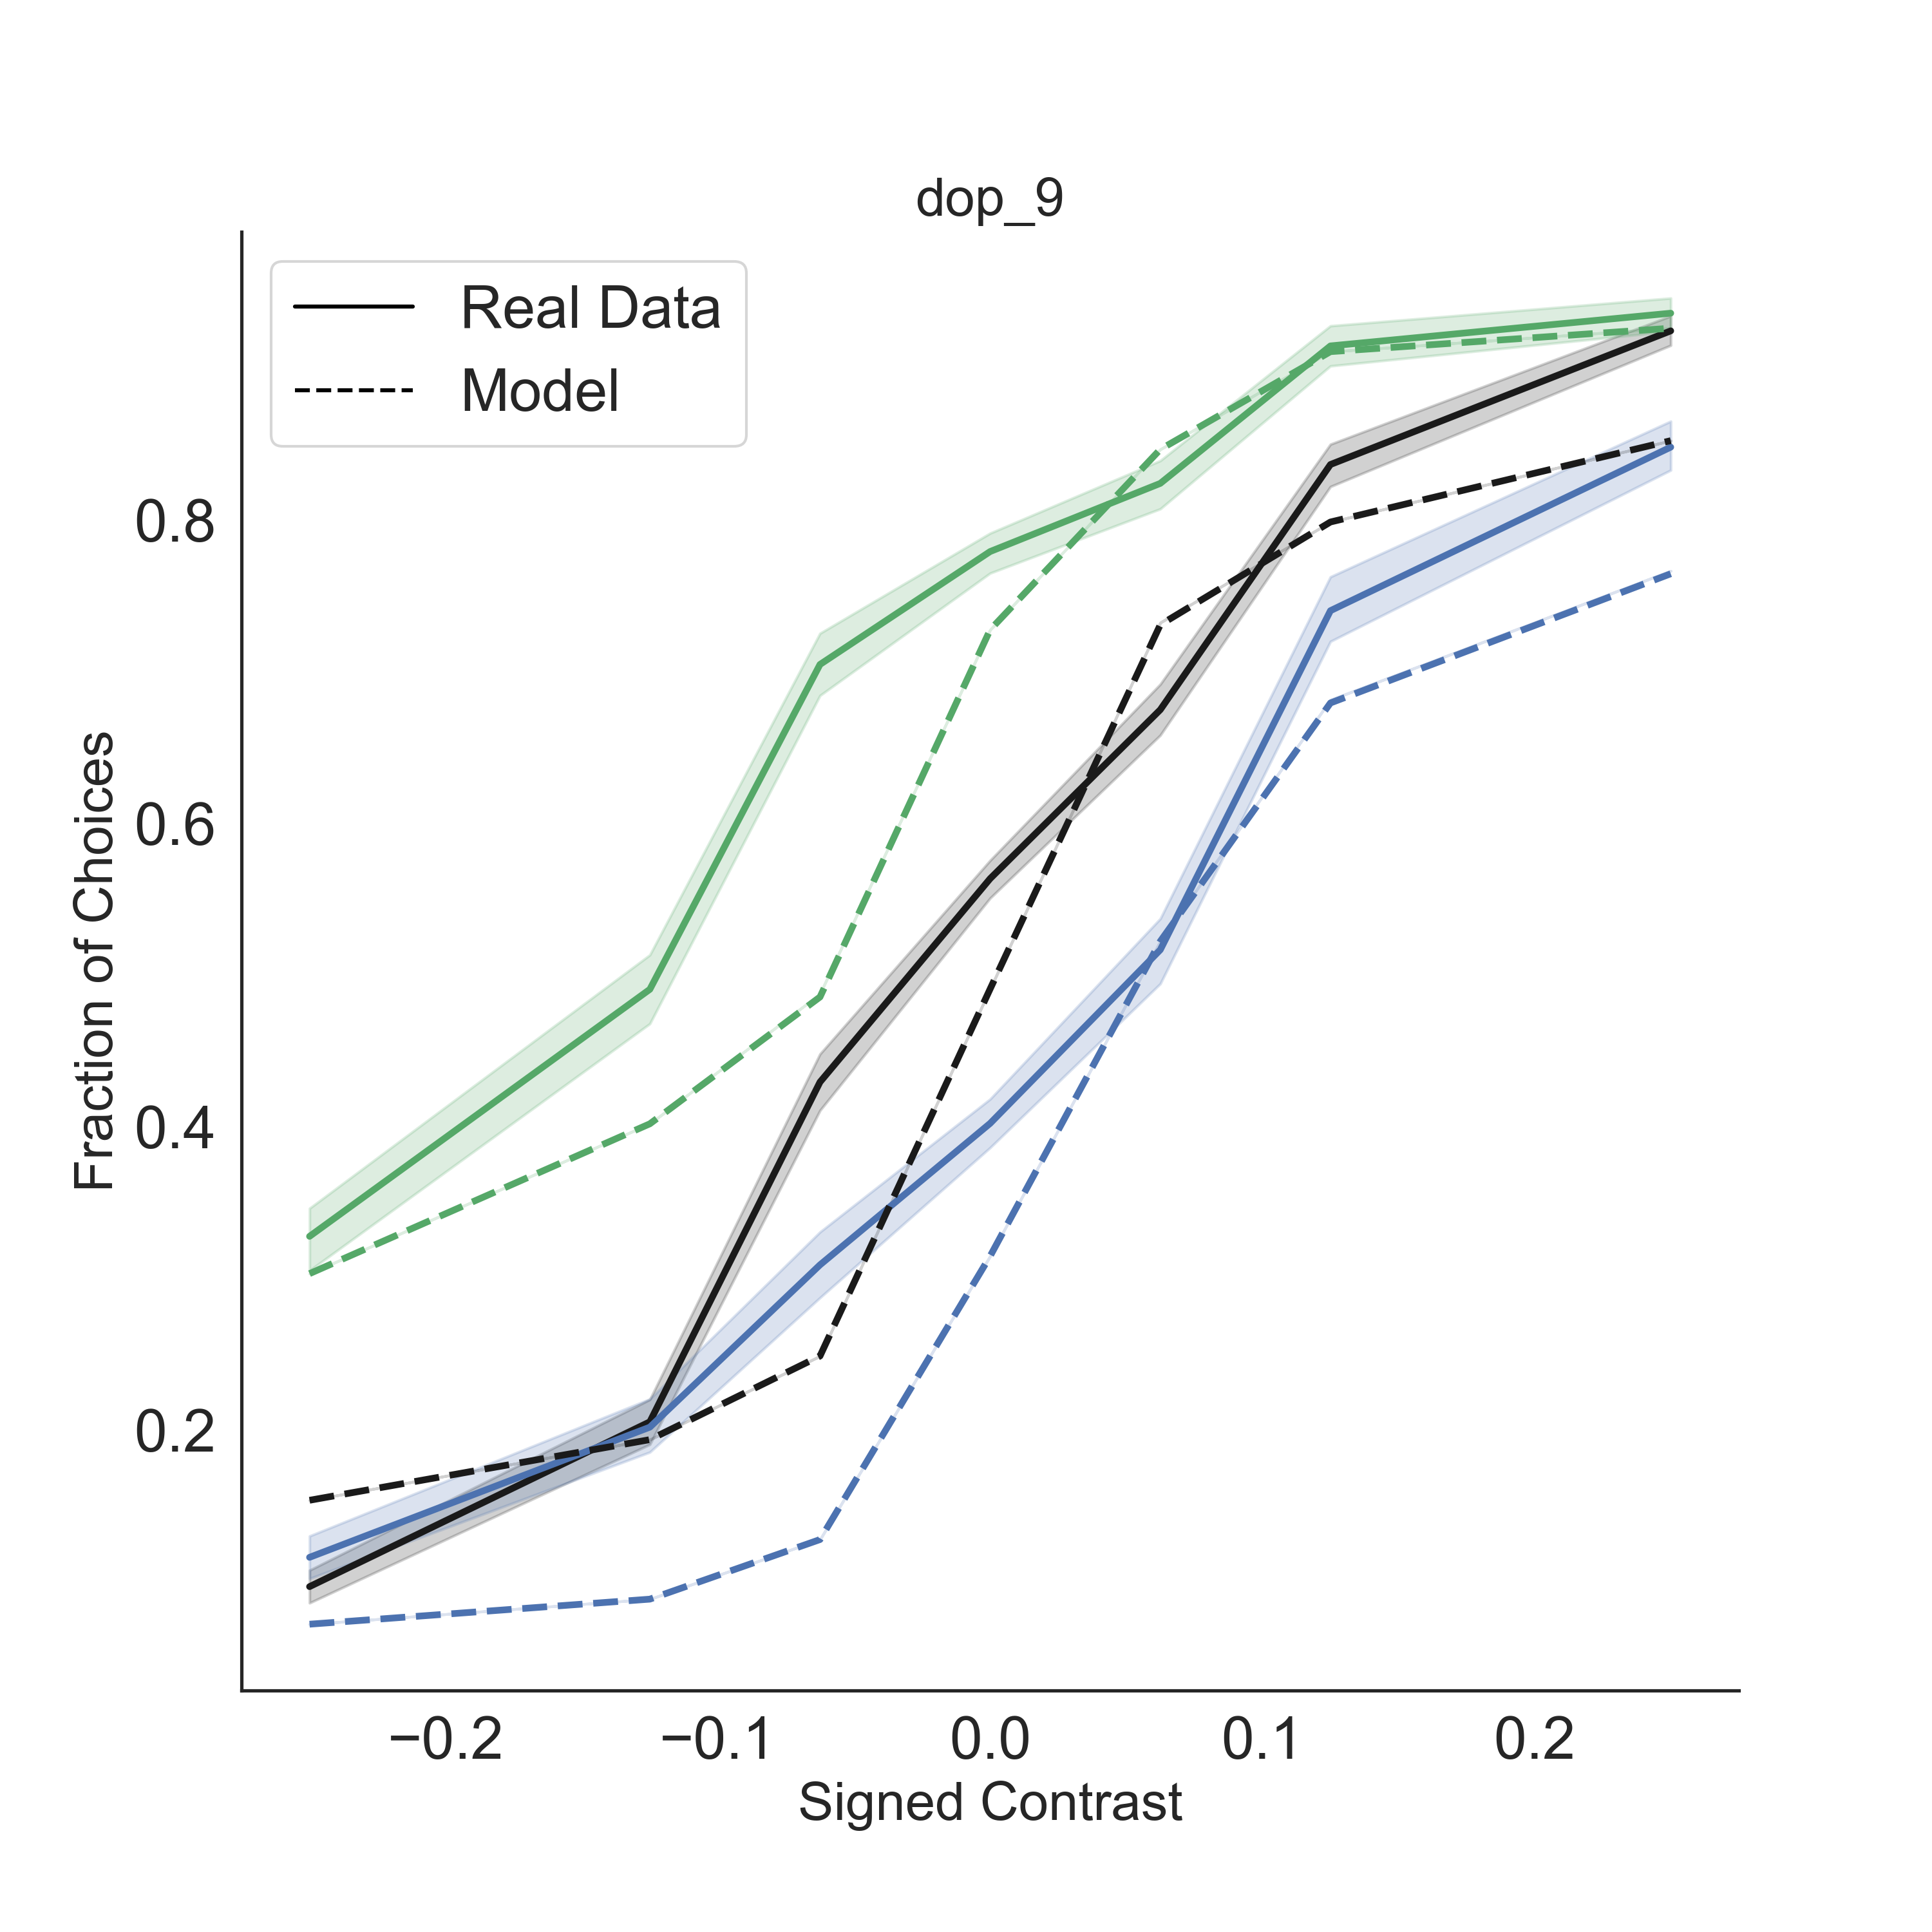 dop_9
Real Data
Model
Fraction of Choices
0.8
0.6
0.4
0.2
−0.2 −0.1 0.0 0.1 0.2
Signed Contrast